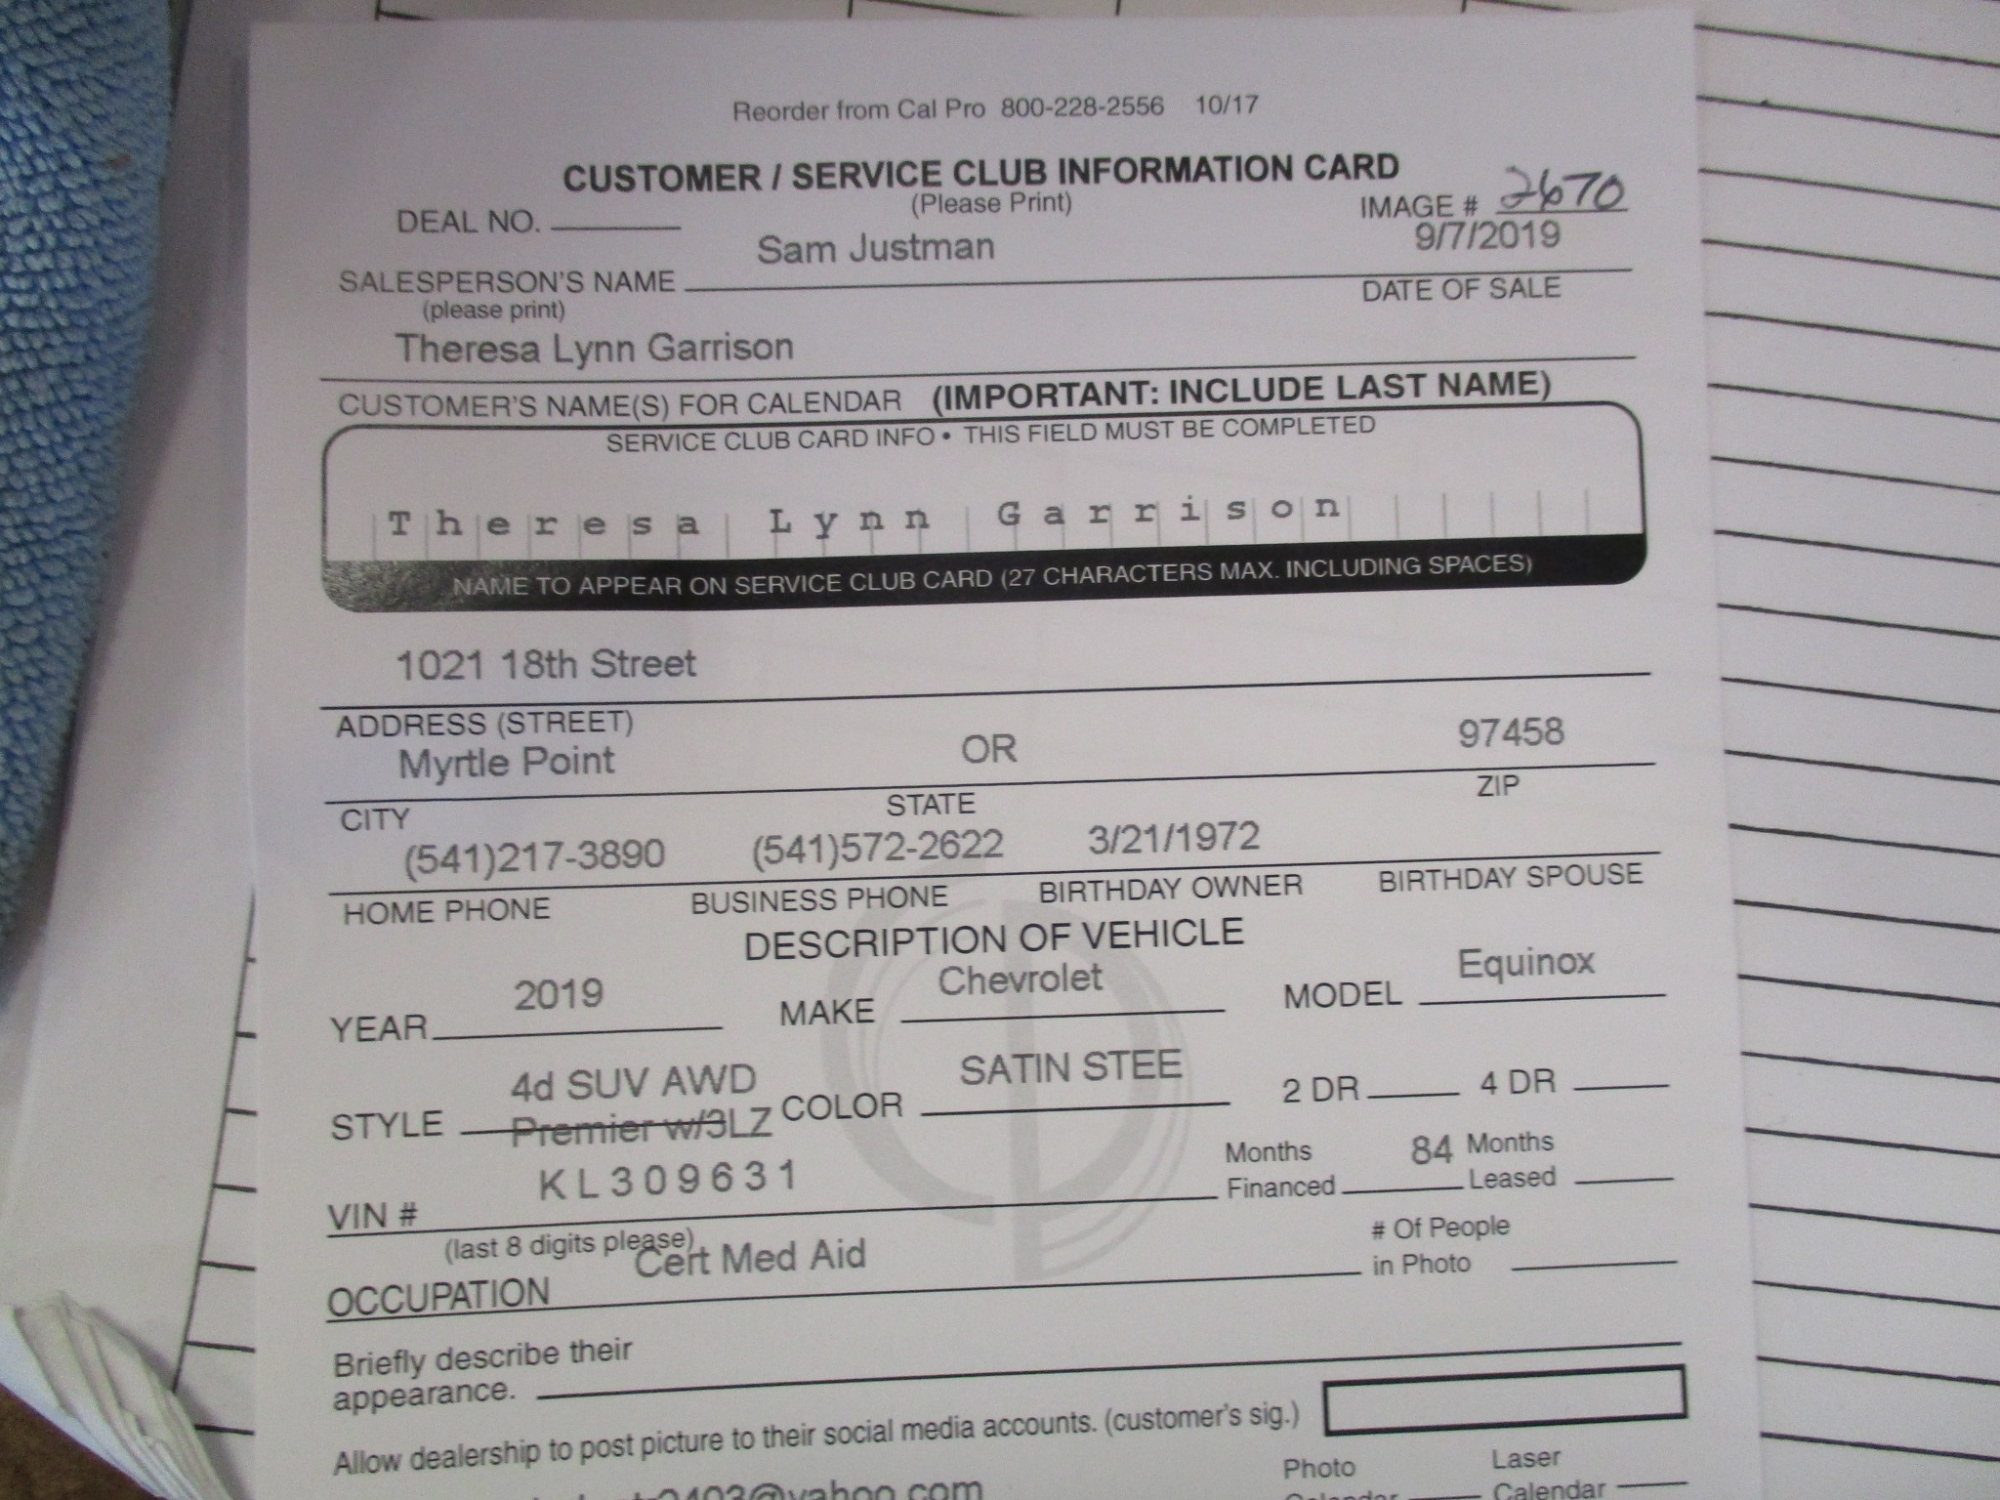 Reorder from Cal Pro 800-228-2556 10/17
CUSTOMER / SERVICE CLUB INFORMATION CARD
(Please Print)
DEAL NO.
IMAGE # 2670
Sam Justman
9/7/2019
SALESPERSON'S NAME
DATE OF SALE
(please print)
Theresa Lynn Garrison
CUSTOMER'S NAME(S) FOR CALENDAR (IMPORTANT: INCLUDE LAST NAME)
SERVICE CLUB CARD INFO • THIS FIELD MUST BE COMPLETED
Theresa Lynn Garrison
NAME TO APPEAR ON SERVICE CLUB CARD (27 CHARACTERS MAX. INCLUDING SPACES)
1021 18th Street
ADDRESS (STREET)
Myrtle Point OR 97458
CITY STATE ZIP
(541)217-3890 (541)572-2622 3/21/1972
HOME PHONE BUSINESS PHONE BIRTHDAY OWNER BIRTHDAY SPOUSE
DESCRIPTION OF VEHICLE
2019 Chevrolet Equinox
YEAR MAKE MODEL
4d SUV AWD SATIN STEE
STYLE Premier w/3LZ COLOR 2 DR 4 DR
KL309631
Months Financed 84 Months Leased
VIN #
(last 8 digits please)
Cert Med Aid
# Of People in Photo
OCCUPATION
Briefly describe their
appearance.
Allow dealership to post picture to their social media accounts. (customer's sig.)
Photo Laser
@yahoo.com
Calendar Calendar